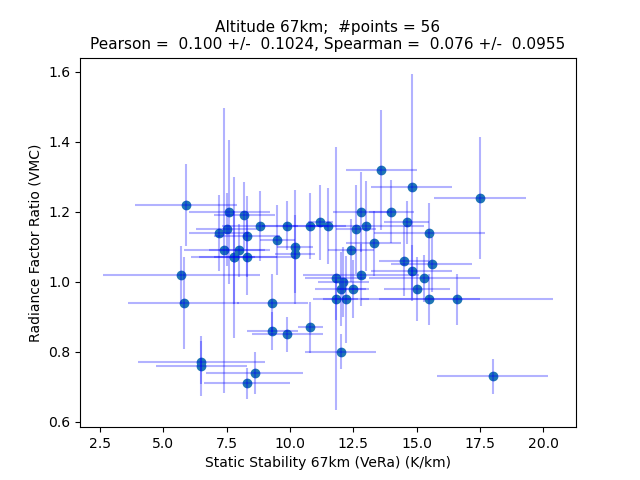 Altitude 67km;  #points = 56
Pearson =  0.100 +/-  0.1024, Spearman =  0.076 +/-  0.0955
1.6
1.4
1.2
1.0
0.8
0.6
Radiance Factor Ratio (VMC)
2.5 5.0 7.5 10.0 12.5 15.0 17.5 20.0
Static Stability 67km (VeRa) (K/km)